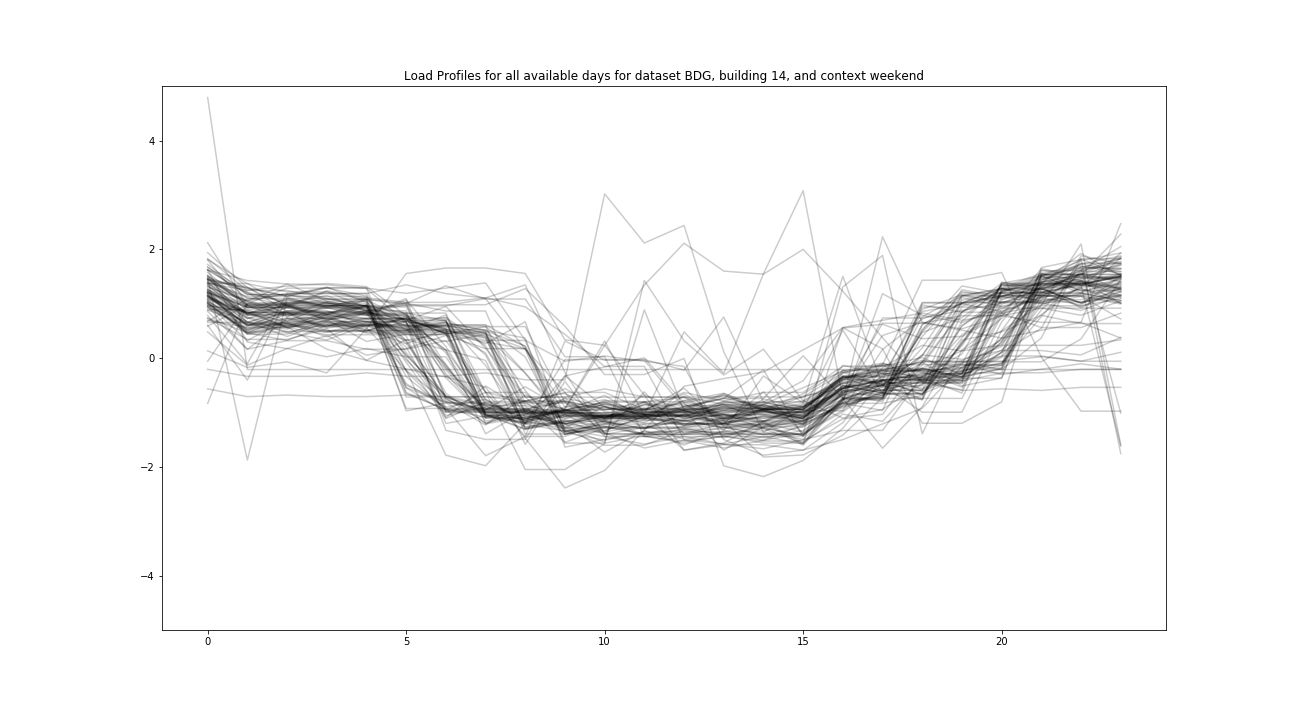 Load Profiles for all available days for dataset BDG, building 14, and context weekend
4
2
0
−2
−4
0 5 10 15 20